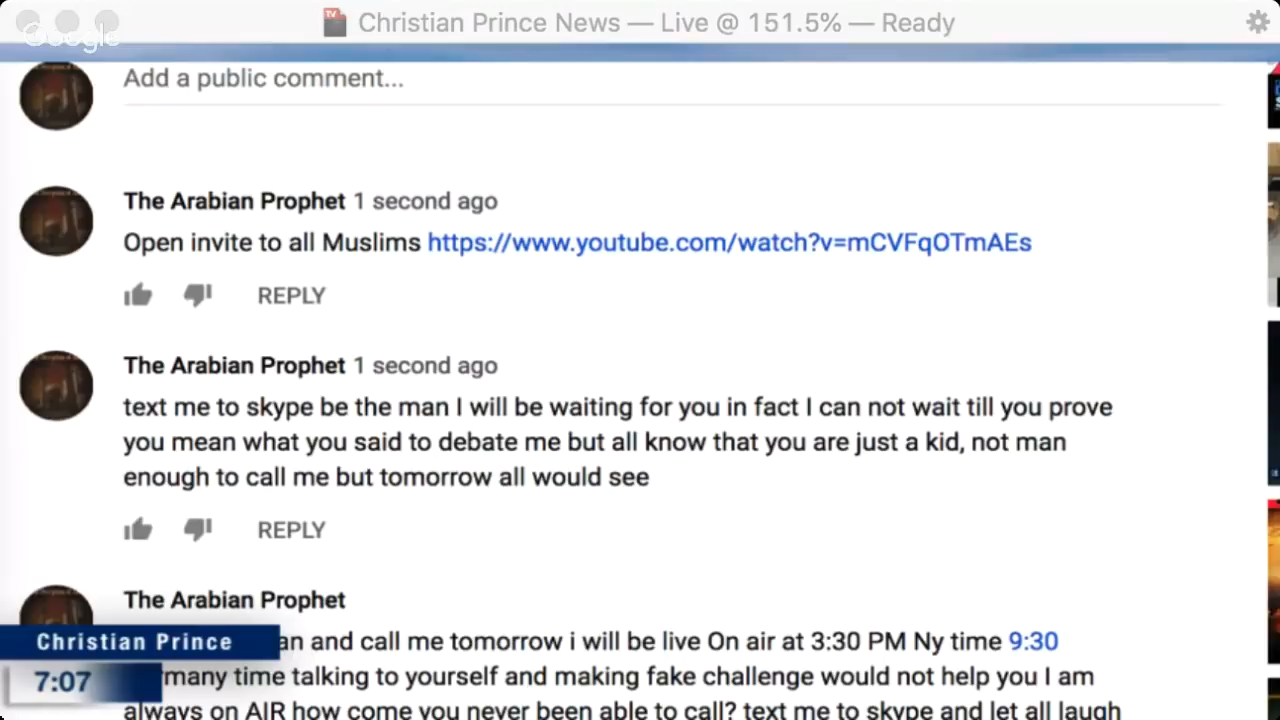 Christian Prince News — Live @ 151.5% — Ready
Google
Add a public comment...
The Arabian Prophet 1 second ago
Open invite to all Muslims https://www.youtube.com/watch?v=mCVFqOTmAEs
REPLY
The Arabian Prophet 1 second ago
text me to skype be the man I will be waiting for you in fact I can not wait till you prove
you mean what you said to debate me but all know that you are just a kid, not man
enough to call me but tomorrow all would see
REPLY
The Arabian Prophet
Christian Prince
an and call me tomorrow i will be live On air at 3:30 PM Ny time 9:30
7:07
many time talking to yourself and making fake challenge would not help you I am
always on AIR how come you never been able to call? text me to skype and let all laugh